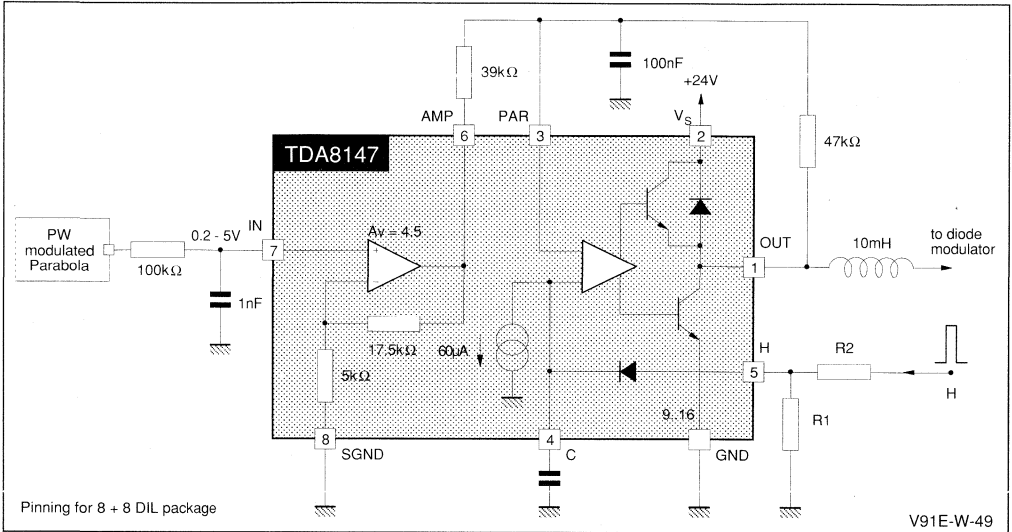 39kΩ
100nF
+24V
47kΩ
AMP
PAR
VS
6
3
2
TDA8147
PW
modulated
Parabola
100kΩ
0.2 - 5V
IN
7
1nF
Av = 4.5
+
−
17.5kΩ
5kΩ
60µA
OUT
1
10mH
to diode
modulator
H
5
R2
H
R1
9..16
8
SGND
4
C
GND
Pinning for 8 + 8 DIL package
V91E-W-49